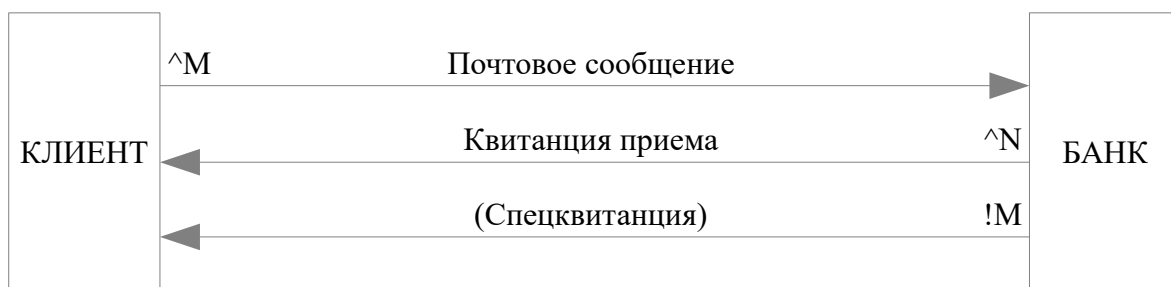 ^M Почтовое сообщение
КЛИЕНТ
Квитанция приема ^N
БАНК
(Спецквитанция) !M